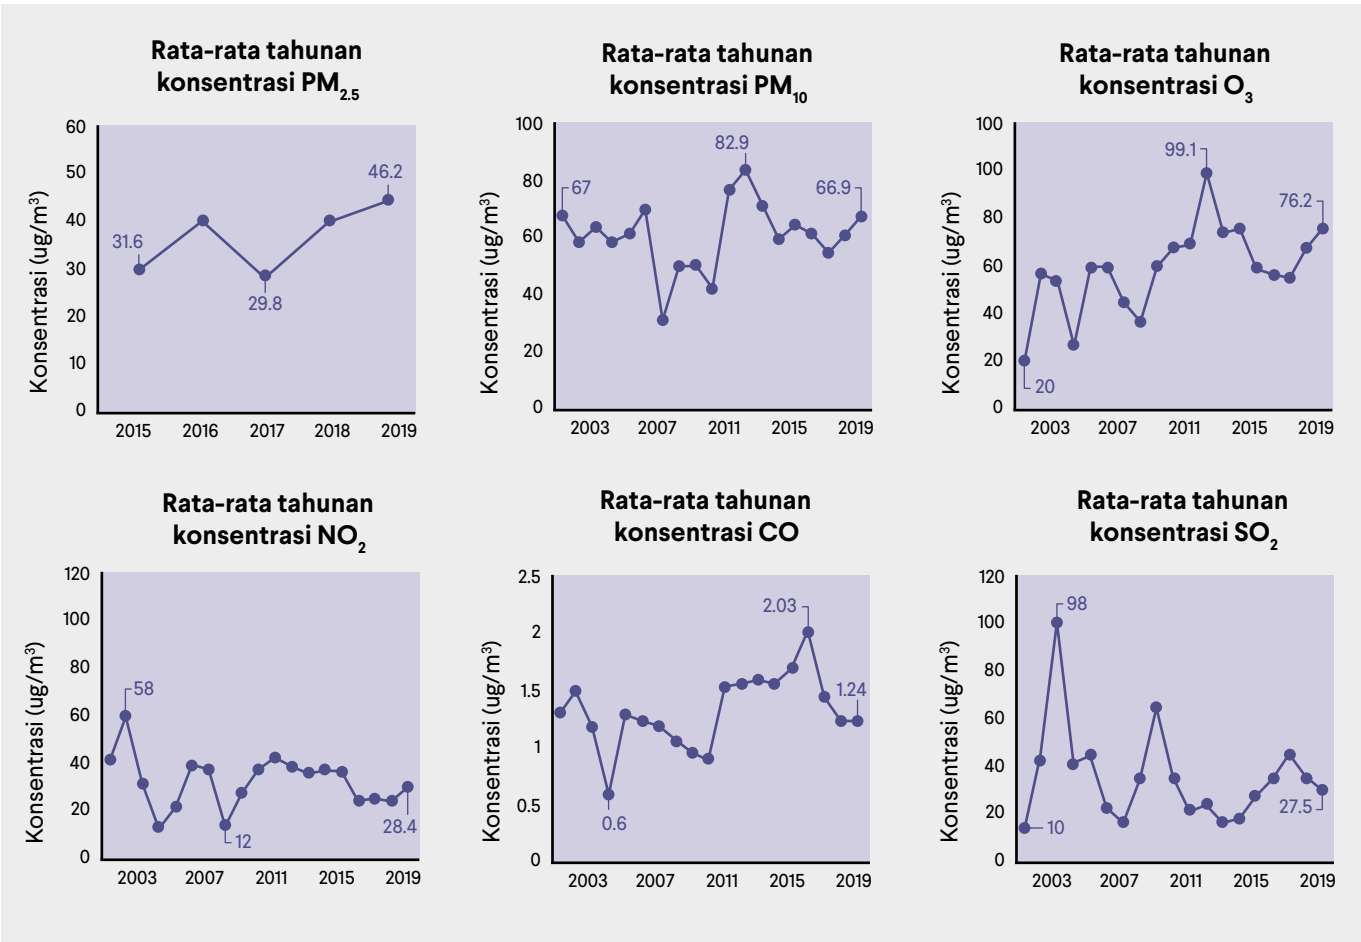 Rata-rata tahunan
konsentrasi PM2.5
60
50
40
30
20
10
0
Konsentrasi (ug/m³)
31.6
29.8
46.2
2015 2016 2017 2018 2019
Rata-rata tahunan
konsentrasi PM10
100
80
60
40
20
0
Konsentrasi (ug/m³)
67
82.9
66.9
2003 2007 2011 2015 2019
Rata-rata tahunan
konsentrasi O3
100
100
80
60
40
20
0
Konsentrasi (ug/m³)
20
99.1
76.2
2003 2007 2011 2015 2019
Rata-rata tahunan
konsentrasi NO2
120
100
80
60
40
20
0
Konsentrasi (ug/m³)
58
12
28.4
2003 2007 2011 2015 2019
Rata-rata tahunan
konsentrasi CO
2.5
2
1.5
1
0.5
0
Konsentrasi (ug/m³)
0.6
2.03
1.24
2003 2007 2011 2015 2019
Rata-rata tahunan
konsentrasi SO2
120
100
80
60
40
20
0
Konsentrasi (ug/m³)
10
98
27.5
2003 2007 2011 2015 2019